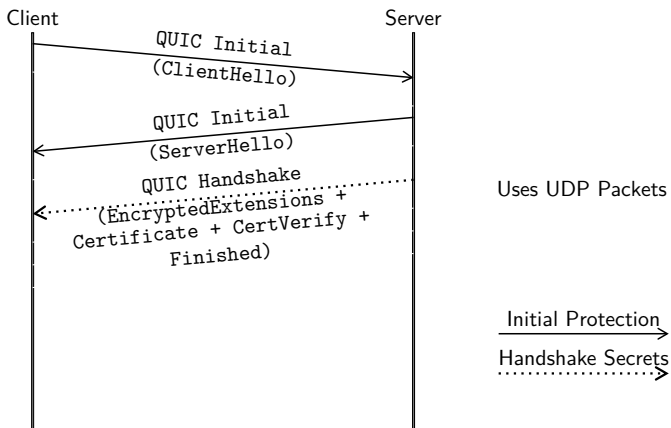 Client
Server
QUIC Initial
(ClientHello)
QUIC Initial
(ServerHello)
QUIC Handshake
(EncryptedExtensions +
Certificate + CertVerify +
Finished)
Uses UDP Packets
Initial Protection
Handshake Secrets